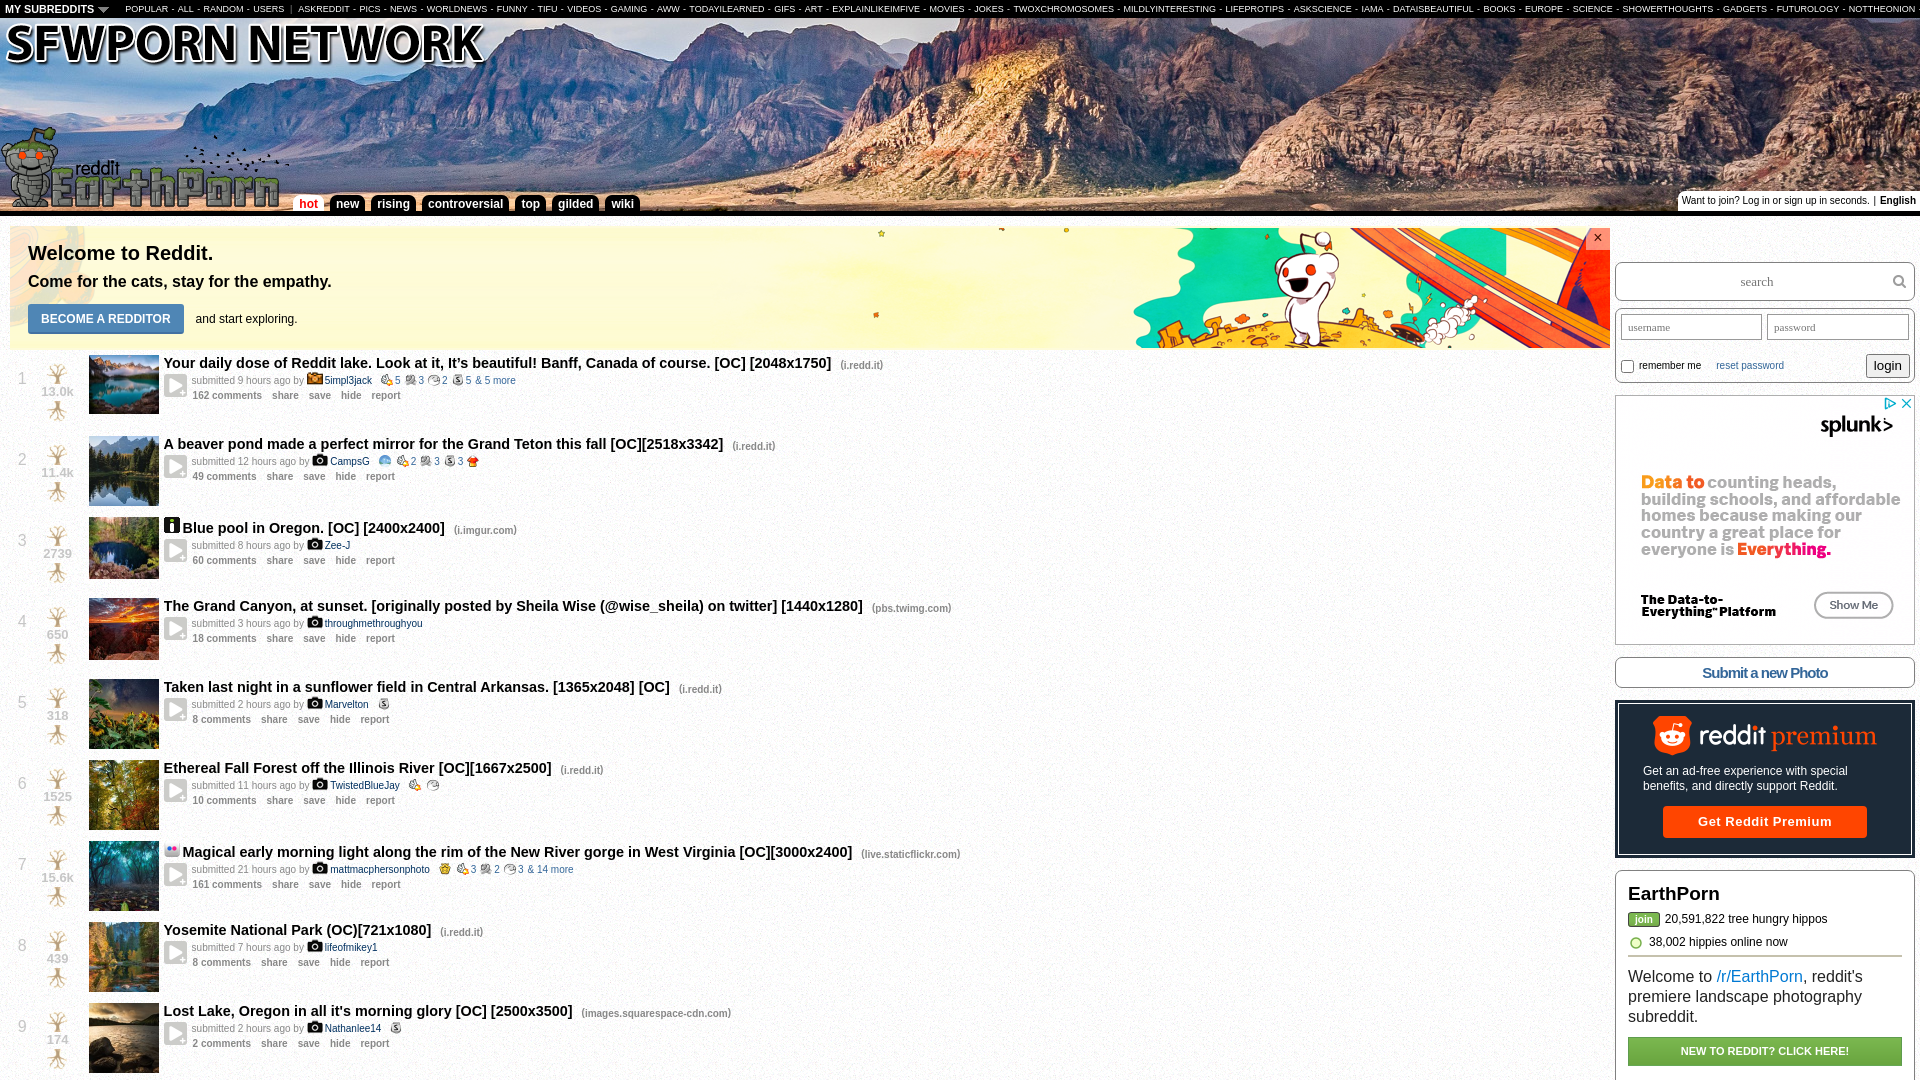 MY SUBREDDITS POPULAR - ALL - RANDOM - USERS | ASKREDDIT - PICS - NEWS - WORLDNEWS - FUNNY - TIFU - VIDEOS - GAMING - AWW - TODAYILEARNED - GIFS - ART - EXPLAINLIKEIMFIVE - MOVIES - JOKES - TWOXCHROMOSOMES - MILDLYINTERESTING - LIFEPROTIPS - ASKSCIENCE - IAMA - DATAISBEAUTIFUL - BOOKS - EUROPE - SCIENCE - SHOWERTHOUGHTS - GADGETS - FUTUROLOGY - NOTTHEONION
SFWPORN NETWORK
reddit
EarthPorn
hot new rising controversial top gilded wiki
Want to join? Log in or sign up in seconds. | English
Welcome to Reddit.
Come for the cats, stay for the empathy.
BECOME A REDDITOR and start exploring.
×
1
13.0k
Your daily dose of Reddit lake. Look at it, It’s beautiful! Banff, Canada of course. [OC] [2048x1750] (i.redd.it)
submitted 9 hours ago by 5impl3jack 5 3 2 5 & 5 more
162 comments share save hide report
2
11.4k
A beaver pond made a perfect mirror for the Grand Teton this fall [OC][2518x3342] (i.redd.it)
submitted 12 hours ago by CampsG 2 3 3
49 comments share save hide report
3
2739
Blue pool in Oregon. [OC] [2400x2400] (i.imgur.com)
submitted 8 hours ago by Zee-J
60 comments share save hide report
4
650
The Grand Canyon, at sunset. [originally posted by Sheila Wise (@wise_sheila) on twitter] [1440x1280] (pbs.twimg.com)
submitted 3 hours ago by throughmethroughyou
18 comments share save hide report
5
318
Taken last night in a sunflower field in Central Arkansas. [1365x2048] [OC] (i.redd.it)
submitted 2 hours ago by Marvelton
8 comments share save hide report
6
1525
Ethereal Fall Forest off the Illinois River [OC][1667x2500] (i.redd.it)
submitted 11 hours ago by TwistedBlueJay
10 comments share save hide report
7
15.6k
Magical early morning light along the rim of the New River gorge in West Virginia [OC][3000x2400] (live.staticflickr.com)
submitted 21 hours ago by mattmacphersonphoto 3 2 3 & 14 more
161 comments share save hide report
8
439
Yosemite National Park (OC)[721x1080] (i.redd.it)
submitted 7 hours ago by lifeofmikey1
8 comments share save hide report
9
174
Lost Lake, Oregon in all it's morning glory [OC] [2500x3500] (images.squarespace-cdn.com)
submitted 2 hours ago by Nathanlee14
2 comments share save hide report
search
username password
remember me reset password login
splunk>
Data to counting heads,
building schools, and affordable
homes because making our
country a great place for
everyone is Everything.
The Data-to-
Everything™ Platform
Show Me
Submit a new Photo
reddit premium
Get an ad-free experience with special
benefits, and directly support Reddit.
Get Reddit Premium
EarthPorn
join 20,591,822 tree hungry hippos
38,002 hippies online now
Welcome to /r/EarthPorn, reddit's
premiere landscape photography
subreddit.
NEW TO REDDIT? CLICK HERE!